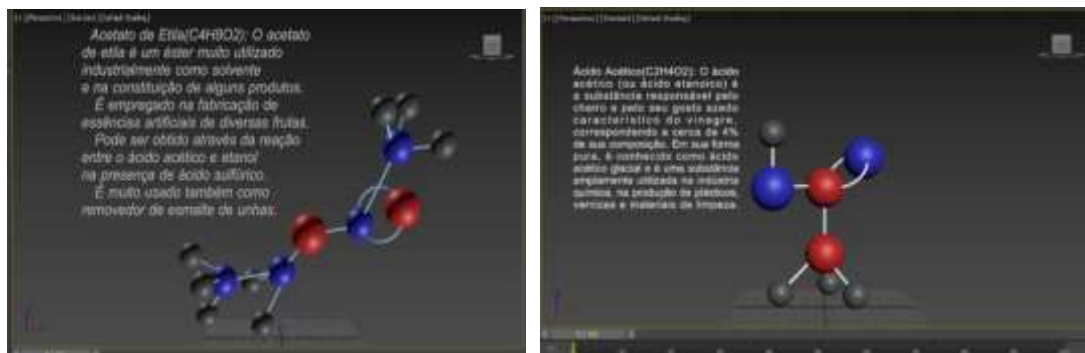 Acetato de Etila(C4H9O2): O acetato
de etila é um éster muito utilizado
industrialmente como solvente
e na constituição de alguns produtos.
É empregado na fabricação de
essências artificiais de diversas frutas.
Pode ser obtido através da reação
entre o ácido acético e etanol
na presença de ácido sulfúrico.
É muito usado também como
removedor de esmalte de unhas.
Ácido Acético(C2H4O2): O ácido
acético (ou ácido etanoico) é
a substância responsável pelo
cheiro e pelo seu gosto azedo
característico do vinagre,
correspondendo a cerca de 4%
de sua composição. Em sua forma
pura, é conhecido como ácido
acético glacial e é uma substância
amplamente utilizada na indústria
química, na produção de plásticos,
vernizes e materiais de limpeza.